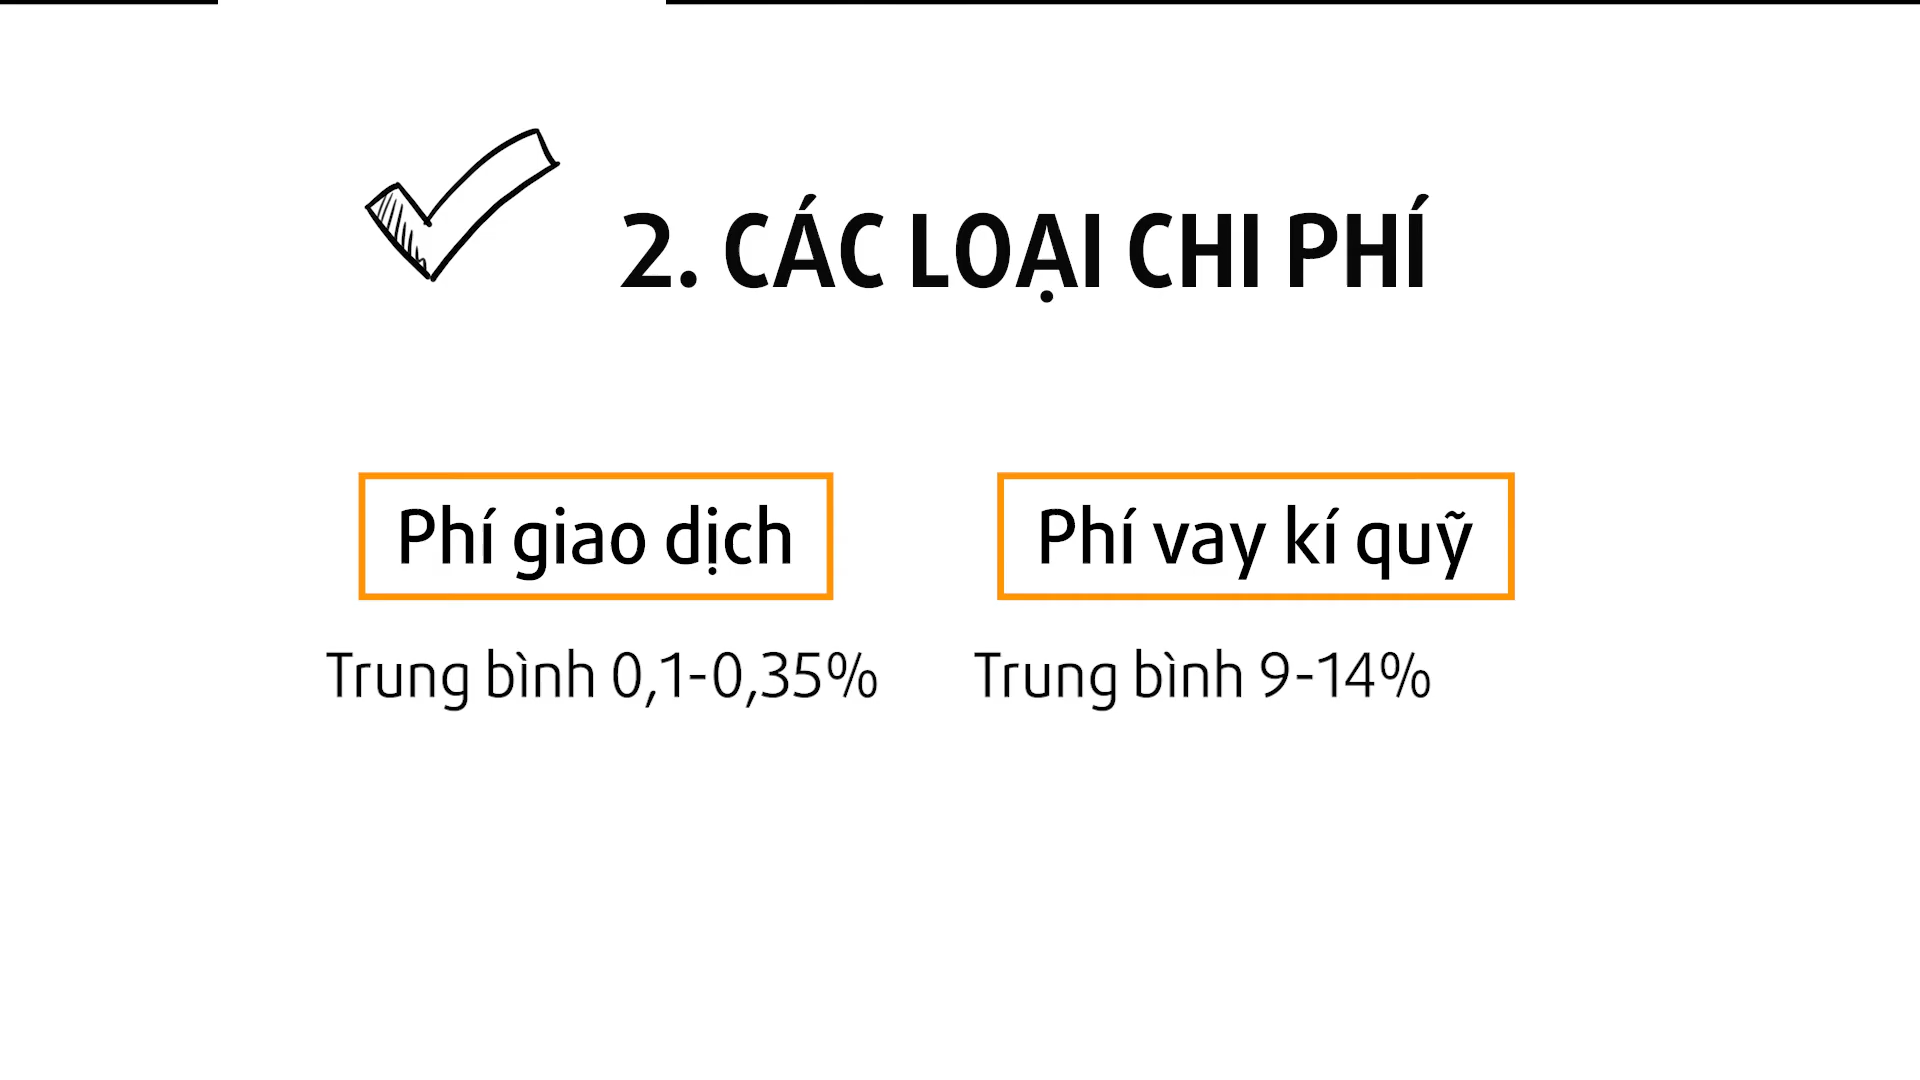 2. CÁC LOẠI CHI PHÍ
Phí giao dịch
Phí vay kí quỹ
Trung bình 0,1-0,35%
Trung bình 9-14%